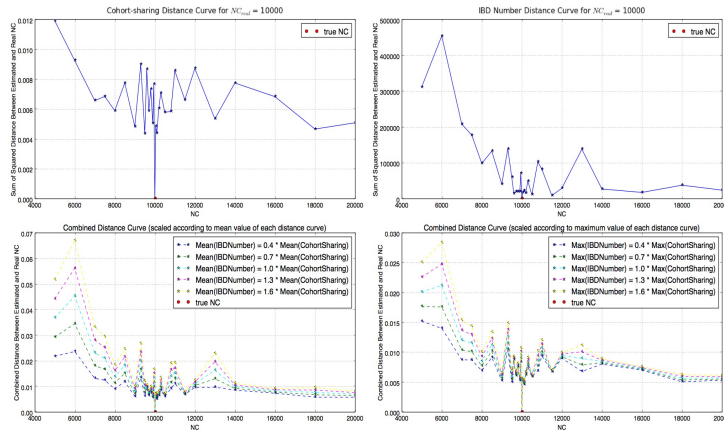 Cohort-sharing Distance Curve for NC_real = 10000
Sum of Squared Distance Between Estimated and Real NC
0.012
0.010
0.008
0.006
0.004
0.002
0.000
true NC
4000 6000 8000 10000 12000 14000 16000 18000 20000
NC
IBD Number Distance Curve for NC_real = 10000
Sum of Squared Distance Between Estimated and Real NC
500000
400000
300000
200000
100000
0
true NC
4000 6000 8000 10000 12000 14000 16000 18000 20000
NC
Combined Distance Curve (scaled according to mean value of each distance curve)
Combined Distance Between Estimated and Real NC
0.07
0.06
0.05
0.04
0.03
0.02
0.01
0.00
Mean(IBDNumber) = 0.4 * Mean(CohortSharing)
Mean(IBDNumber) = 0.7 * Mean(CohortSharing)
Mean(IBDNumber) = 1.0 * Mean(CohortSharing)
Mean(IBDNumber) = 1.3 * Mean(CohortSharing)
Mean(IBDNumber) = 1.6 * Mean(CohortSharing)
true NC
4000 6000 8000 10000 12000 14000 16000 18000 20000
NC
Combined Distance Curve (scaled according to maximum value of each distance curve)
Combined Distance Between Estimated and Real NC
0.030
0.025
0.020
0.015
0.010
0.005
0.000
Max(IBDNumber) = 0.4 * Max(CohortSharing)
Max(IBDNumber) = 0.7 * Max(CohortSharing)
Max(IBDNumber) = 1.0 * Max(CohortSharing)
Max(IBDNumber) = 1.3 * Max(CohortSharing)
Max(IBDNumber) = 1.6 * Max(CohortSharing)
true NC
4000 6000 8000 10000 12000 14000 16000 18000 20000
NC